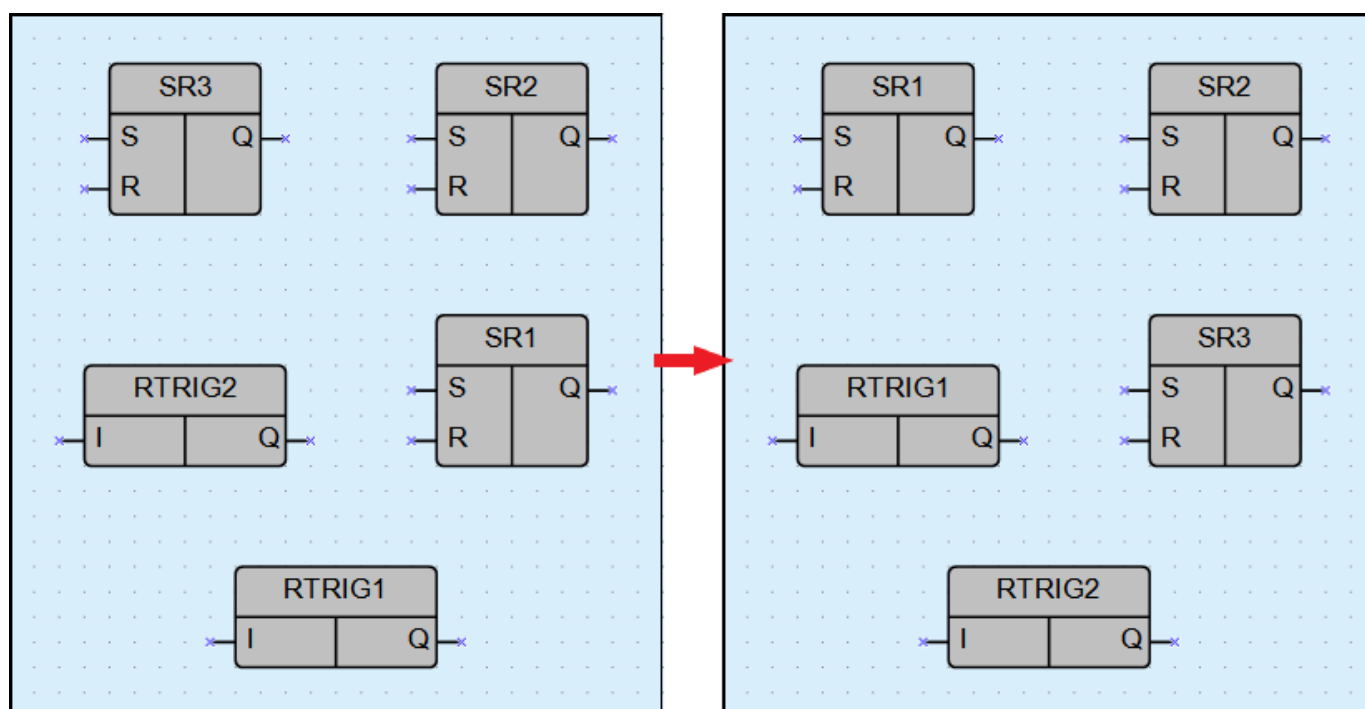 SR3
S Q
R
SR2
S Q
R
RTRIG2
I Q
SR1
S Q
R
RTRIG1
I Q
SR1
S Q
R
SR2
S Q
R
RTRIG1
I Q
SR3
S Q
R
RTRIG2
I Q